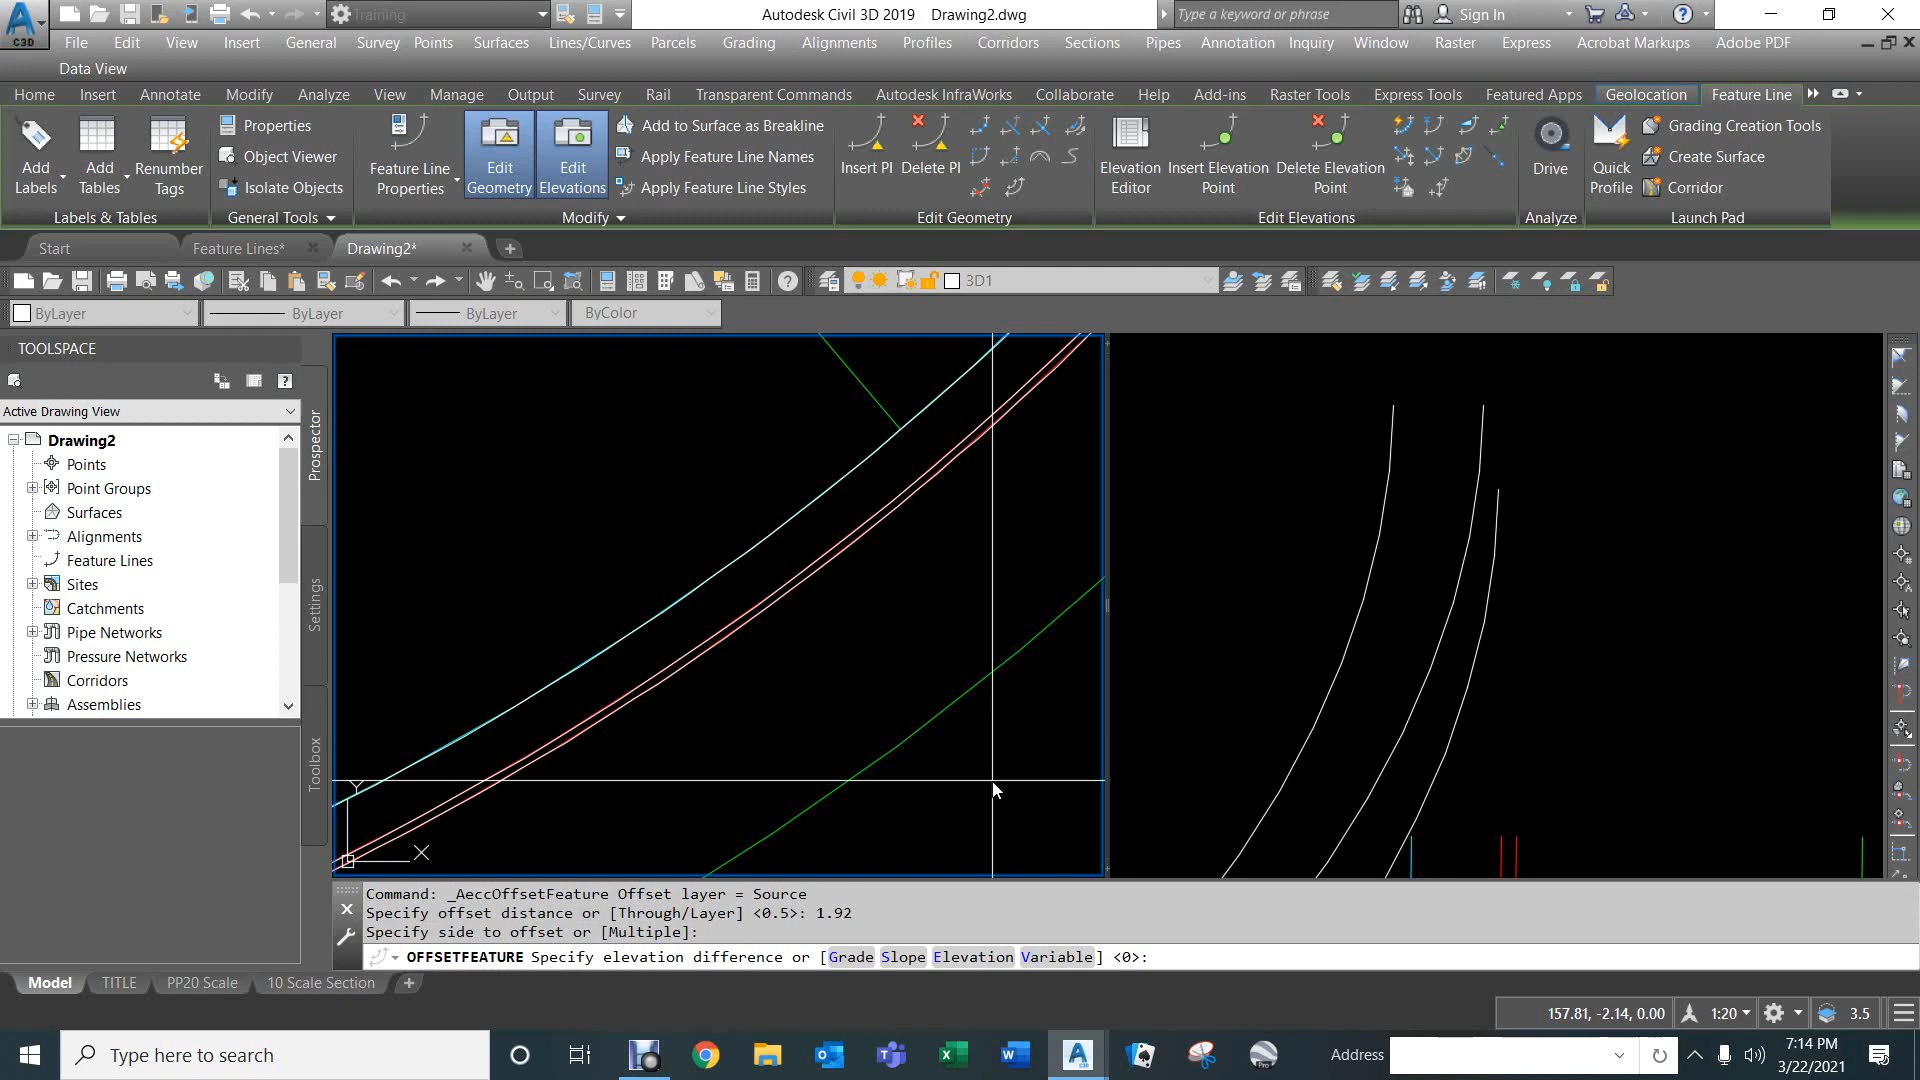 Training
Autodesk Civil 3D 2019 Drawing2.dwg
Type a keyword or phrase
Sign In
C3D
File Edit View Insert General Survey Points Surfaces Lines/Curves Parcels Grading Alignments Profiles Corridors Sections Pipes Annotation Inquiry Window Raster Express Acrobat Markups Adobe PDF
Data View
Home Insert Annotate Modify Analyze View Manage Output Survey Rail Transparent Commands Autodesk InfraWorks Collaborate Help Add-ins Raster Tools Express Tools Featured Apps Geolocation Feature Line
Add Labels
Add Tables
Renumber Tags
Properties
Object Viewer
Isolate Objects
Feature Line Properties
Edit Geometry
Edit Elevations
Add to Surface as Breakline
Apply Feature Line Names
Apply Feature Line Styles
Insert PI
Delete PI
Elevation Editor
Insert Elevation Point
Delete Elevation Point
Drive
Quick Profile
Grading Creation Tools
Create Surface
Corridor
Labels & Tables General Tools Modify Edit Geometry Edit Elevations Analyze Launch Pad
Start Feature Lines* Drawing2*
3D1
ByLayer ByLayer ByLayer ByColor
TOOLSPACE
Active Drawing View
Drawing2
Points
Point Groups
Surfaces
Alignments
Feature Lines
Sites
Catchments
Pipe Networks
Pressure Networks
Corridors
Assemblies
Prospector
Settings
Toolbox
Y
X
Command: _AeccOffsetFeature Offset layer = Source
Specify offset distance or [Through/Layer] <0.5>: 1.92
Specify side to offset or [Multiple]:
OFFSETFEATURE Specify elevation difference or [Grade Slope Elevation Variable] <0>:
Model TITLE PP20 Scale 10 Scale Section
157.81, -2.14, 0.00 1:20 3.5
Type here to search
Address
7:14 PM
3/22/2021